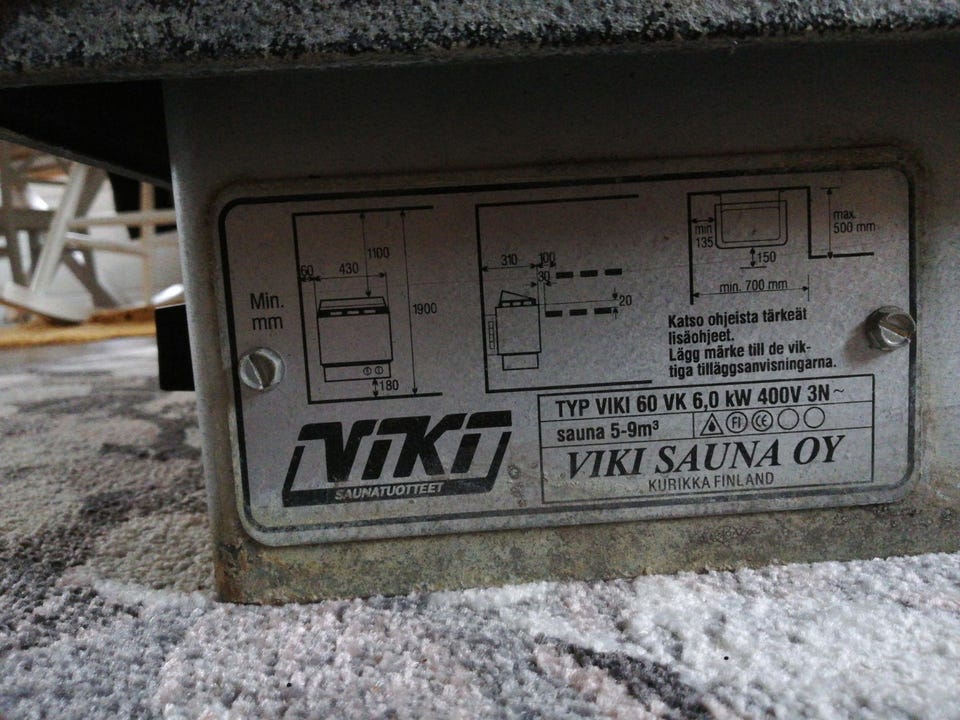 Min.
mm
60
430
1100
1900
180
310
100
30
20
min
135
150
min. 700 mm
max.
500 mm
Katso ohjeista tärkeät
lisäohjeet.
Lägg märke till de vik-
tiga tilläggsanvisningarna.
VIKI
SAUNATUOTTEET
TYP VIKI 60 VK 6,0 kW 400V 3N~
sauna 5-9m³ FI CE
VIKI SAUNA OY
KURIKKA FINLAND